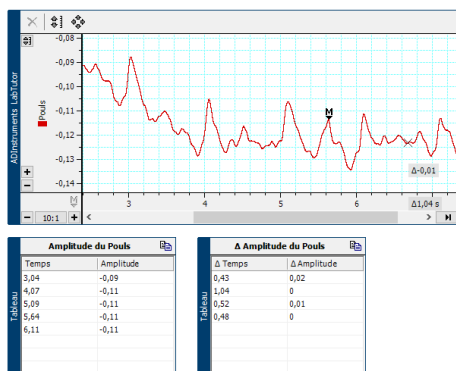 -0,08
-0,09
-0,10
-0,11
-0,12
-0,13
-0,14
ADInstruments LabTutor
Pouls
M
Δ-0,01
3 4 5 6 Δ1,04 s
M
10:1
Amplitude du Pouls
Temps Amplitude
3,04 -0,09
4,07 -0,11
5,09 -0,11
5,64 -0,11
6,11 -0,11
Tableau
Δ Amplitude du Pouls
Δ Temps Δ Amplitude
0,43 0,02
1,04 0
0,52 0,01
0,48 0
Tableau